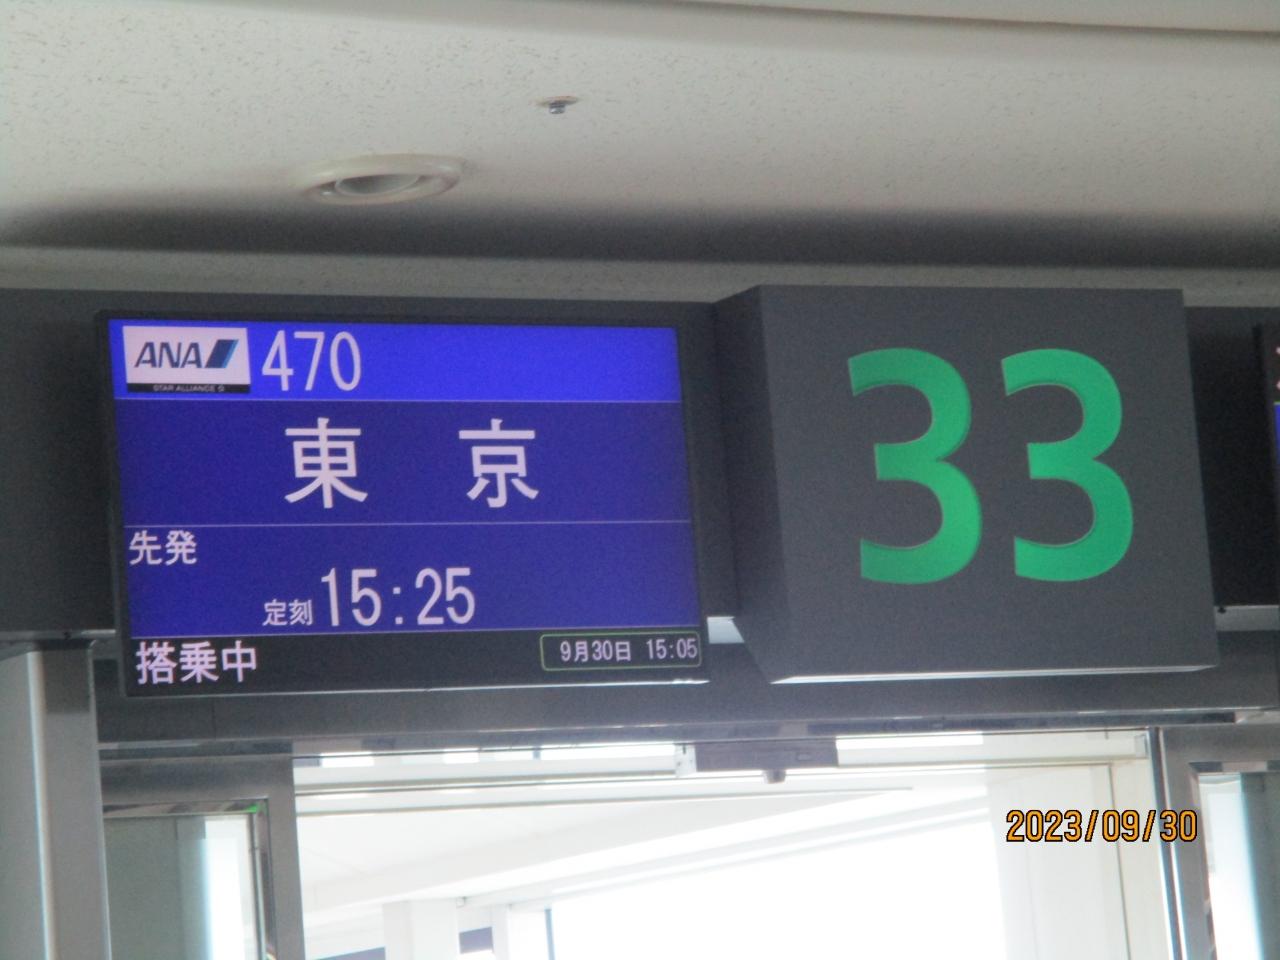 ANA 470
STAR ALLIANCE
東京
先発
定刻 15:25
搭乗中
9月30日 15:05
33
2023/09/30